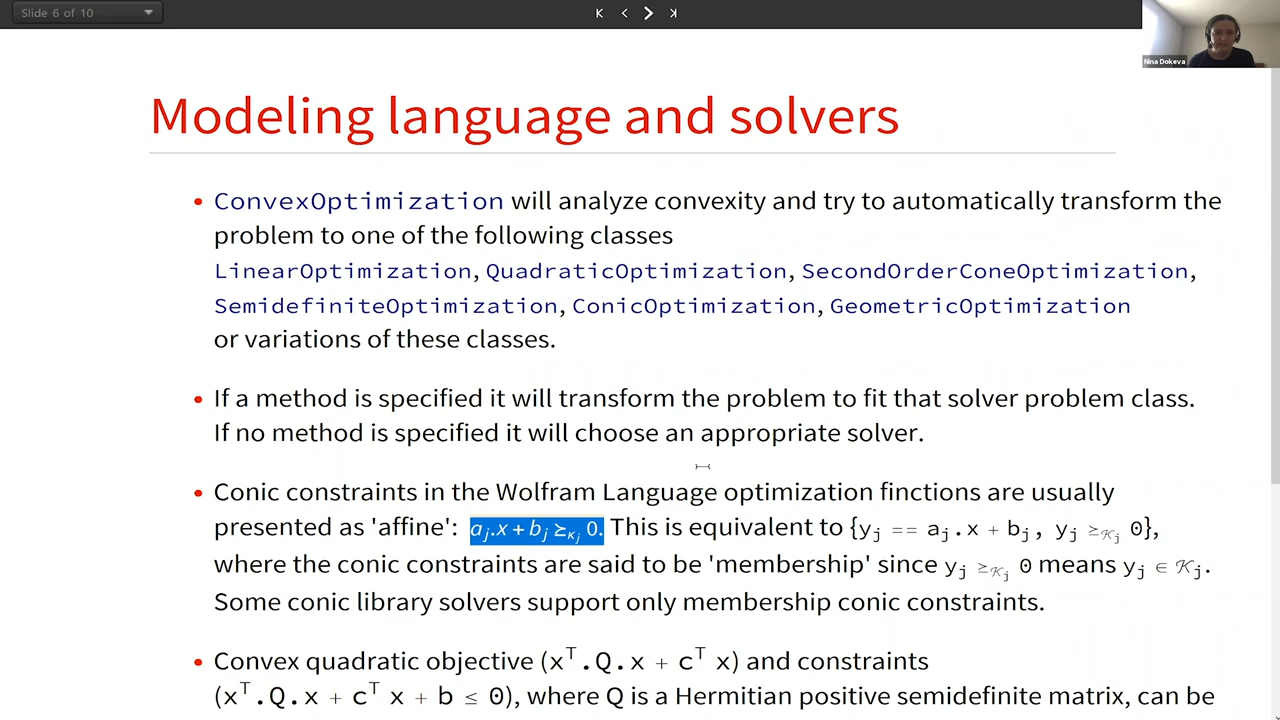 Slide 6 of 10
Nina Dokeva
Modeling language and solvers
• ConvexOptimization will analyze convexity and try to automatically transform the
problem to one of the following classes
LinearOptimization, QuadraticOptimization, SecondOrderConeOptimization,
SemidefiniteOptimization, ConicOptimization, GeometricOptimization
or variations of these classes.
• If a method is specified it will transform the problem to fit that solver problem class.
If no method is specified it will choose an appropriate solver.
• Conic constraints in the Wolfram Language optimization finctions are usually
presented as 'affine': aⱼ.x + bⱼ ⪰_κⱼ 0. This is equivalent to {yⱼ == aⱼ.x + bⱼ, yⱼ ⪰_𝒦ⱼ 0},
where the conic constraints are said to be 'membership' since yⱼ ⪰_𝒦ⱼ 0 means yⱼ ∈ 𝒦ⱼ.
Some conic library solvers support only membership conic constraints.
• Convex quadratic objective (xᵀ.Q.x + cᵀ x) and constraints
(xᵀ.Q.x + cᵀ x + b ≤ 0), where Q is a Hermitian positive semidefinite matrix, can be